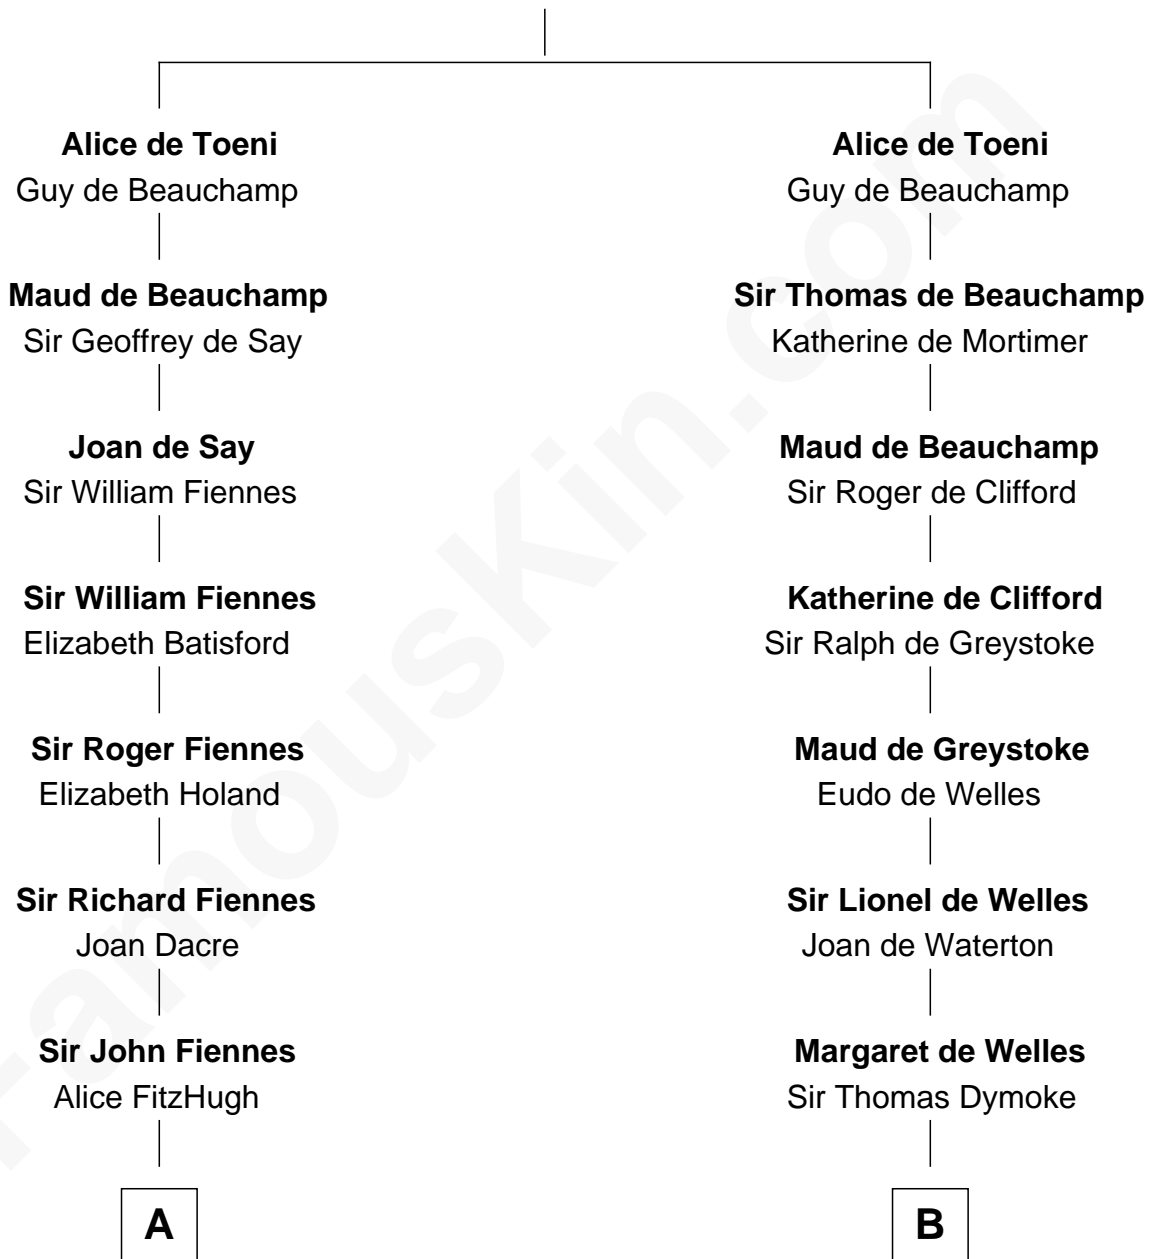 Alice de Toeni
Guy de Beauchamp
Maud de Beauchamp
Sir Geoffrey de Say
Joan de Say
Sir William Fiennes
Sir William Fiennes
Elizabeth Batisford
Sir Roger Fiennes
Elizabeth Holand
Sir Richard Fiennes
Joan Dacre
Sir John Fiennes
Alice FitzHugh
A
Alice de Toeni
Guy de Beauchamp
Sir Thomas de Beauchamp
Katherine de Mortimer
Maud de Beauchamp
Sir Roger de Clifford
Katherine de Clifford
Sir Ralph de Greystoke
Maud de Greystoke
Eudo de Welles
Sir Lionel de Welles
Joan de Waterton
Margaret de Welles
Sir Thomas Dymoke
B
FamousKin.com